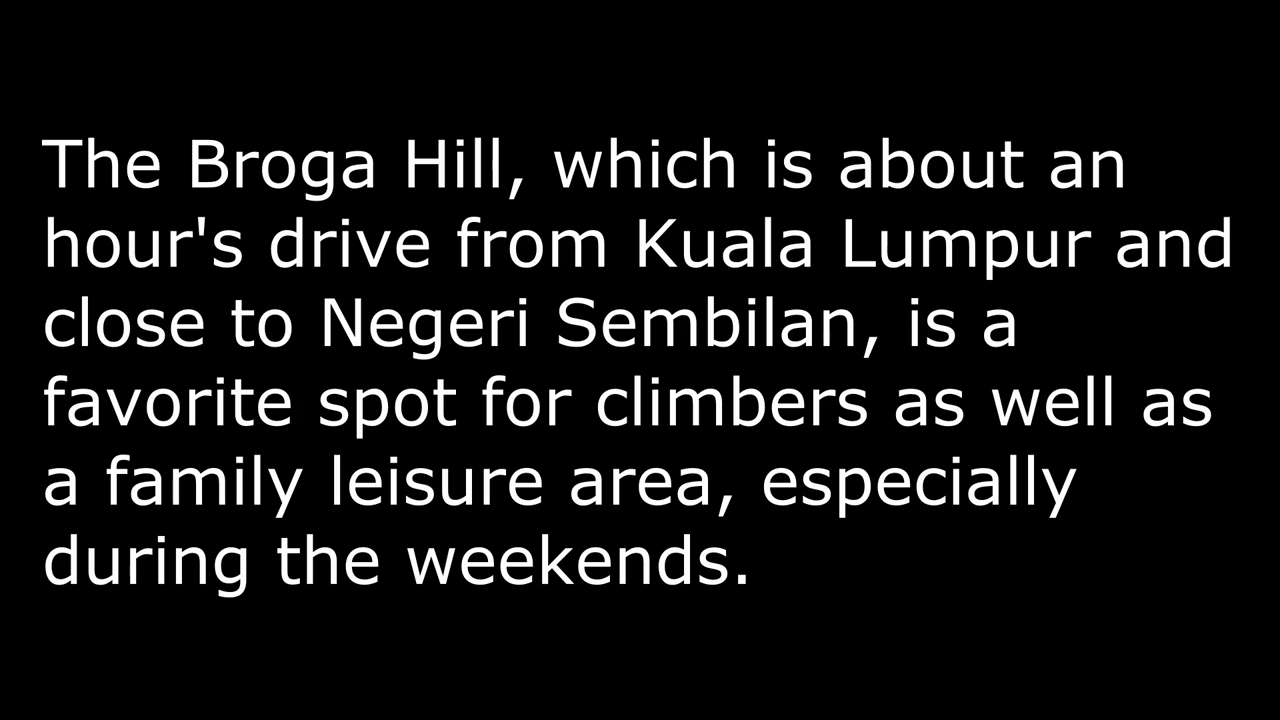 The Broga Hill, which is about an
hour's drive from Kuala Lumpur and
close to Negeri Sembilan, is a
favorite spot for climbers as well as
a family leisure area, especially
during the weekends.